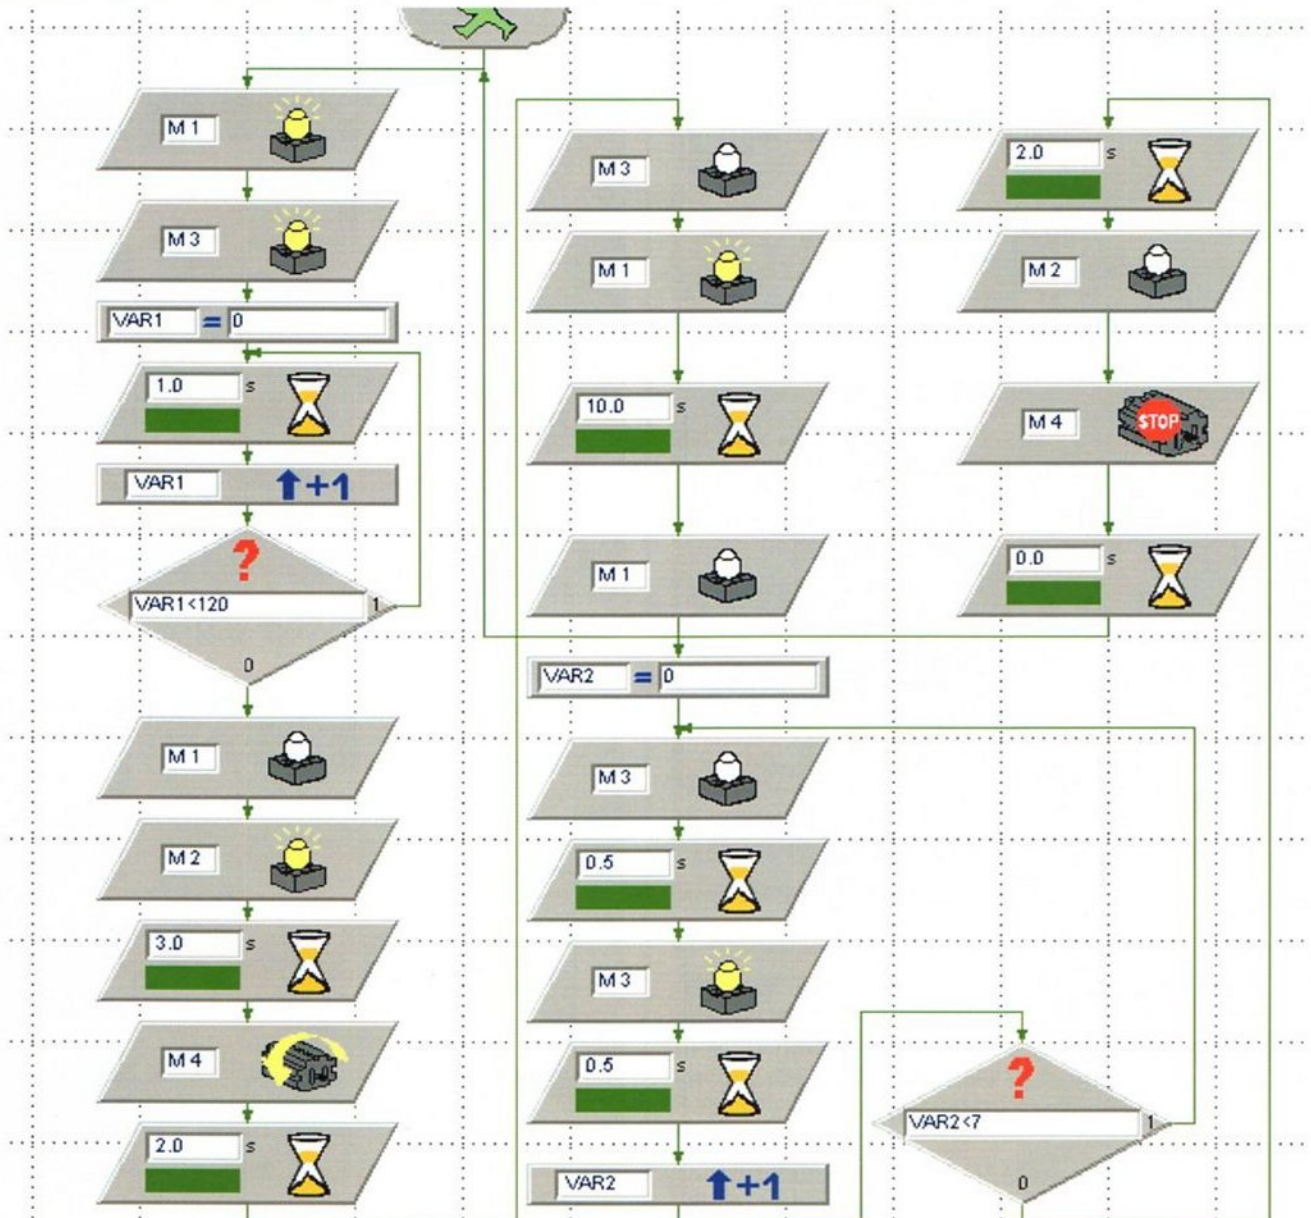 M 1
M 3
VAR1 = 0
1.0 s
VAR1 +1
?
VAR1<120 1
0
M 1
M 2
3.0 s
M 4
2.0 s
M 3
M 1
10.0 s
M 1
VAR2 = 0
M 3
0.5 s
M 3
0.5 s
VAR2 +1
2.0 s
M 2
M 4 STOP
0.0 s
?
VAR2<7 1
0